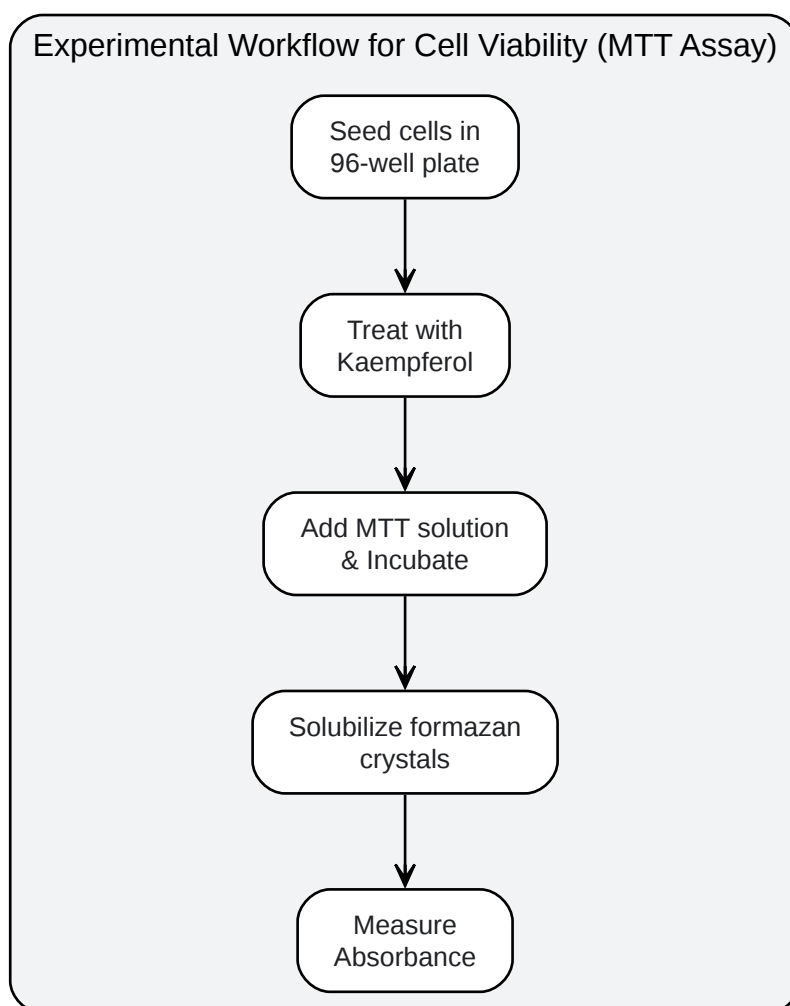 Experimental Workflow for Cell Viability (MTT Assay)
Seed cells in
96-well plate
Treat with
Kaempferol
Add MTT solution
& Incubate
Solubilize formazan
crystals
Measure
Absorbance